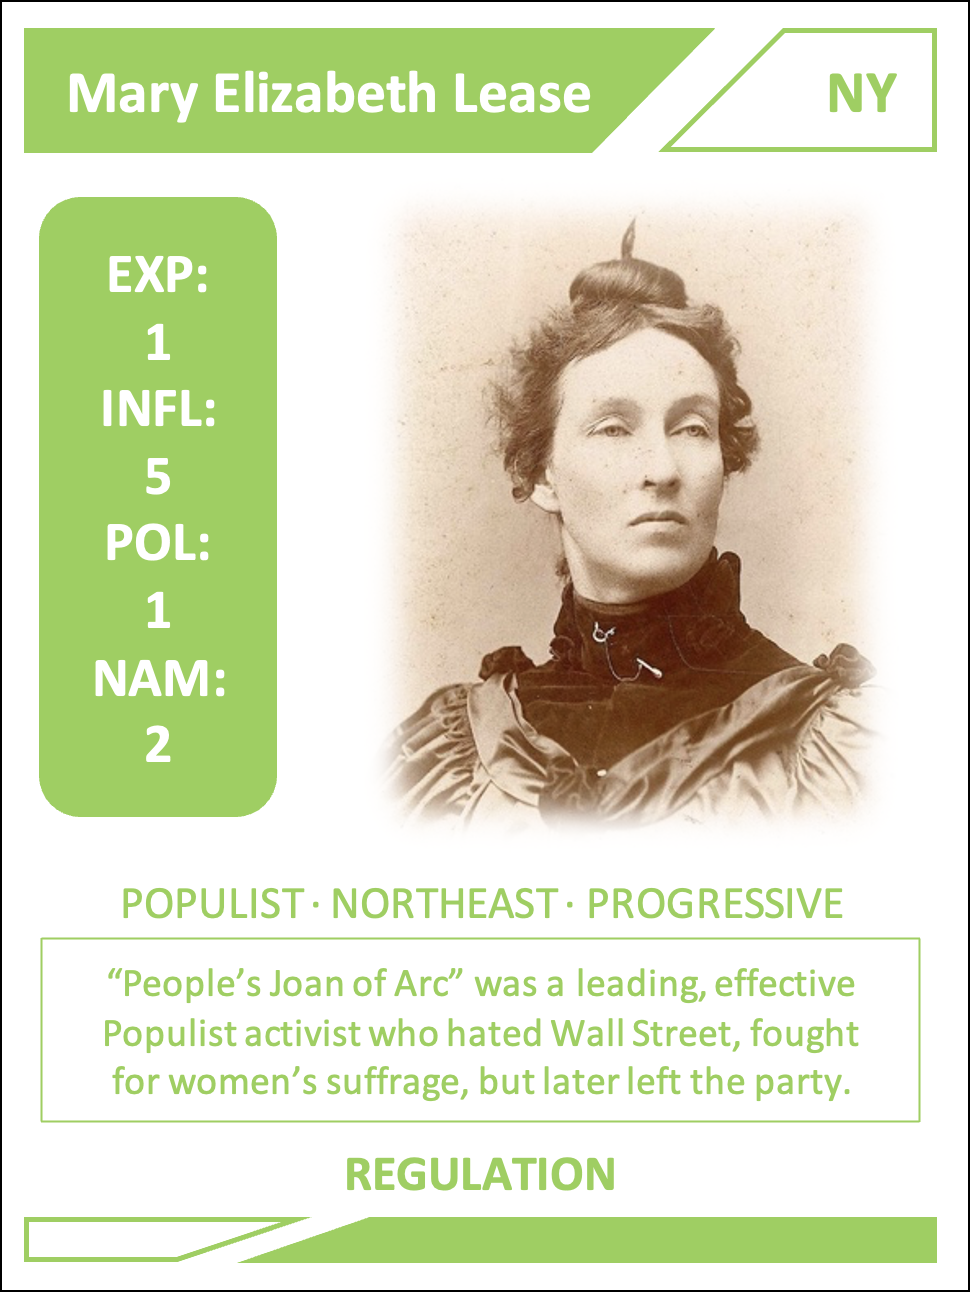 Mary Elizabeth Lease
NY
EXP:
1
INFL:
5
POL:
1
NAM:
2
POPULIST · NORTHEAST · PROGRESSIVE
“People’s Joan of Arc” was a leading, effective
Populist activist who hated Wall Street, fought
for women’s suffrage, but later left the party.
REGULATION